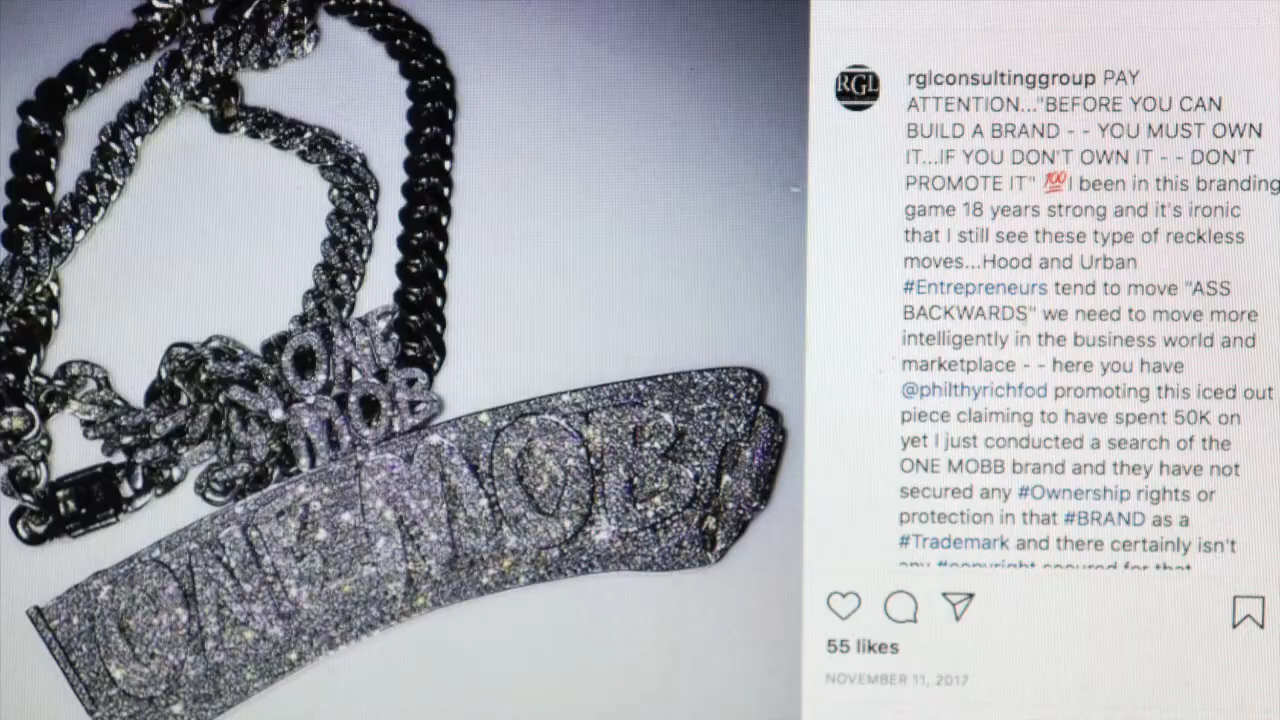 ONE
MOB
ONE MOB
RGL
rglconsultinggroup PAY
ATTENTION..."BEFORE YOU CAN
BUILD A BRAND - - YOU MUST OWN
IT...IF YOU DON'T OWN IT - - DON'T
PROMOTE IT" 💯I been in this branding
game 18 years strong and it's ironic
that I still see these type of reckless
moves...Hood and Urban
#Entrepreneurs tend to move "ASS
BACKWARDS" we need to move more
intelligently in the business world and
marketplace - - here you have
@philthyrichfod promoting this iced out
piece claiming to have spent 50K on
yet I just conducted a search of the
ONE MOBB brand and they have not
secured any #Ownership rights or
protection in that #BRAND as a
#Trademark and there certainly isn't
any #copyright secured for that
55 likes
NOVEMBER 11, 2017